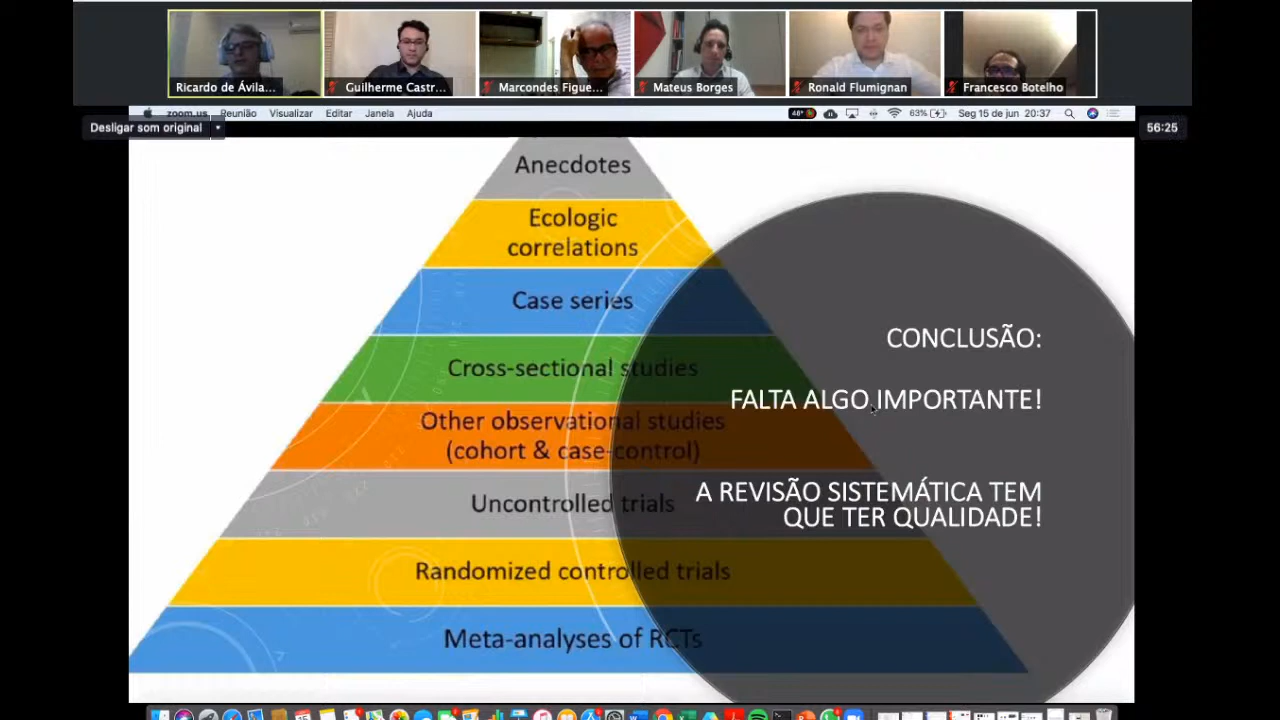 Ricardo de Ávila...
Guilherme Castr...
Marcondes Figue...
Mateus Borges
Ronald Flumignan
Francesco Botelho
zoom.us Reunião Visualizar Editar Janela Ajuda
63% Seg 15 de jun 20:37
Desligar som original
56:25
Anecdotes
Ecologic
correlations
Case series
Cross-sectional studies
Other observational studies
(cohort & case-control)
Uncontrolled trials
Randomized controlled trials
Meta-analyses of RCTs
CONCLUSÃO:
FALTA ALGO IMPORTANTE!
A REVISÃO SISTEMÁTICA TEM
QUE TER QUALIDADE!